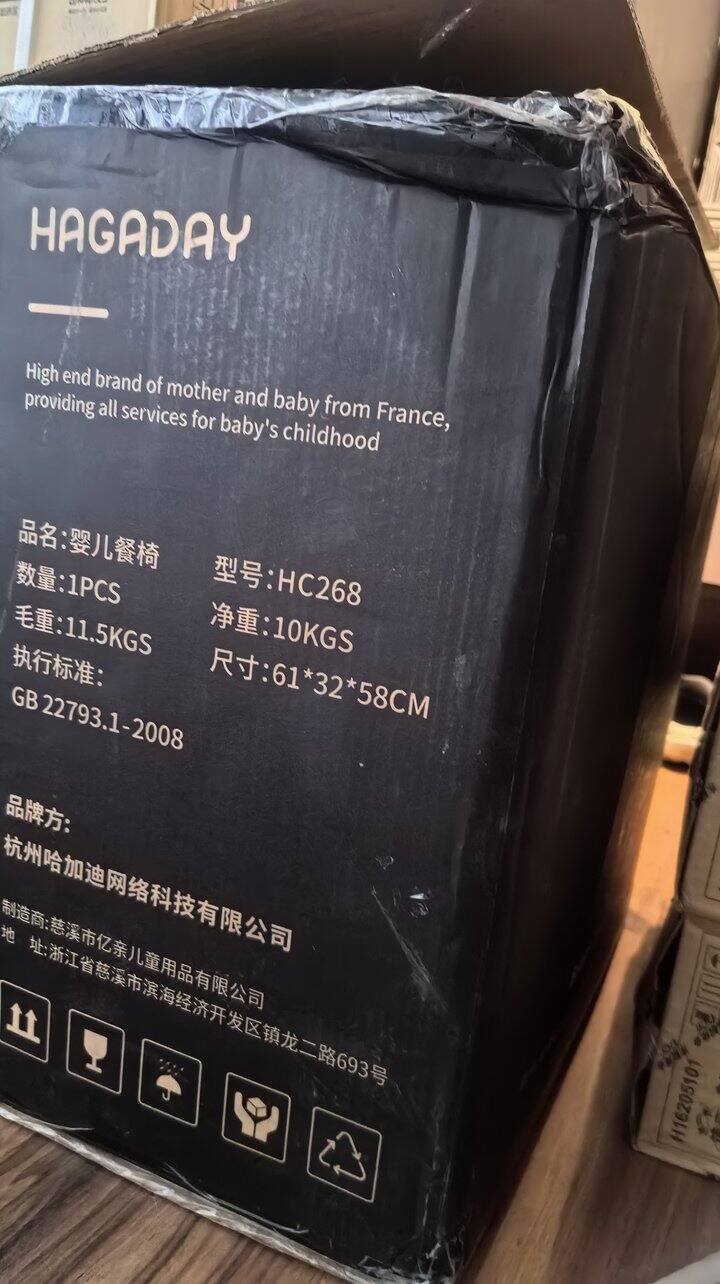 HAGADAY
High end brand of mother and baby from France,
providing all services for baby's childhood
品名:婴儿餐椅 型号:HC268
数量:1PCS 净重:10KGS
毛重:11.5KGS 尺寸:61*32*58CM
执行标准:
GB 22793.1-2008
品牌方:
杭州哈加迪网络科技有限公司
制造商:慈溪市亿亲儿童用品有限公司
地 址:浙江省慈溪市滨海经济开发区镇龙二路693号
H16205101